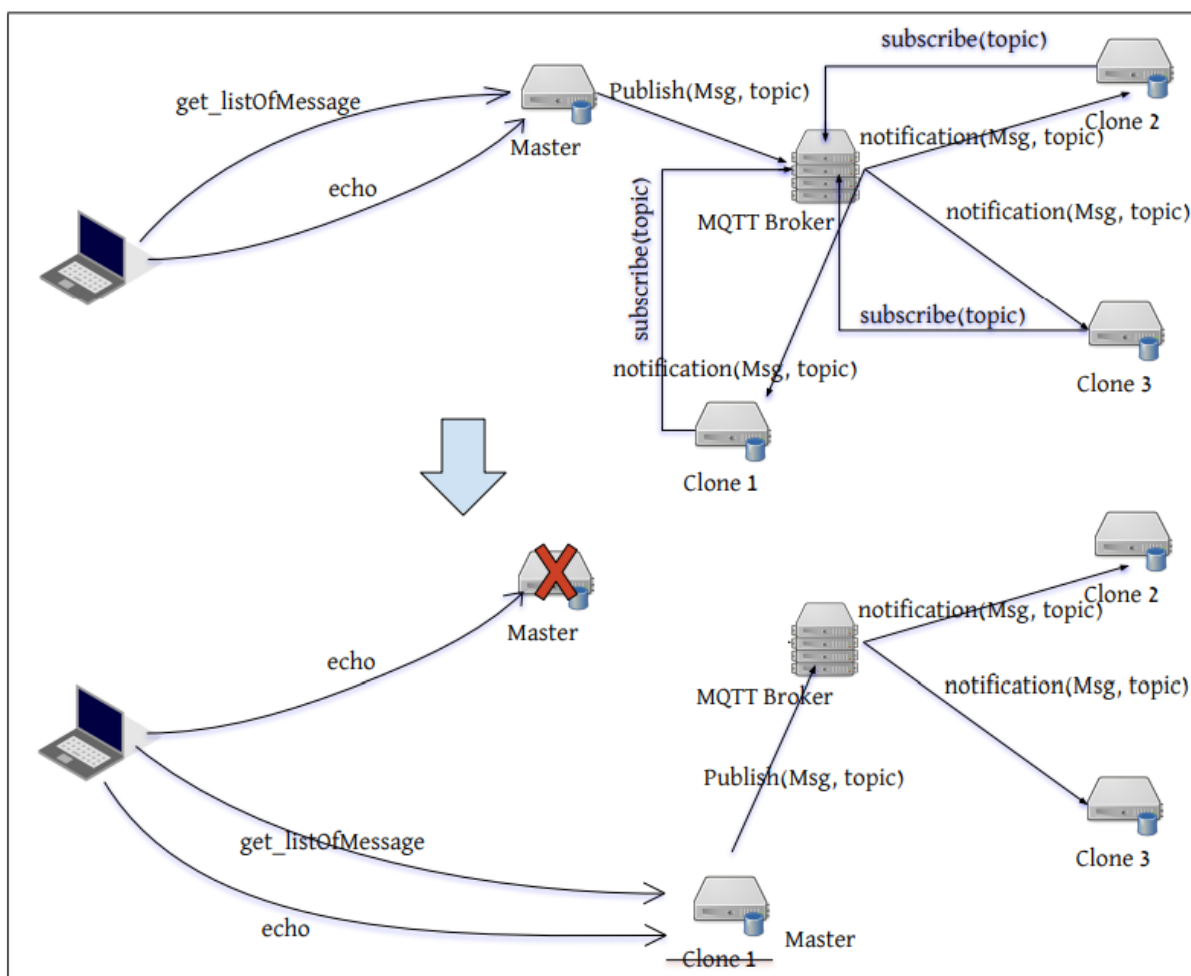 subscribe(topic)
get_listOfMessage
Publish(Msg, topic)
Clone 2
notification(Msg, topic)
Master
echo
notification(Msg, topic)
MQTT Broker
subscribe(topic)
subscribe(topic)
notification(Msg, topic)
Clone 3
Clone 1
Clone 2
notification(Msg, topic)
Master
echo
notification(Msg, topic)
MQTT Broker
Publish(Msg, topic)
get_listOfMessage
Clone 3
echo
Master
Clone 1